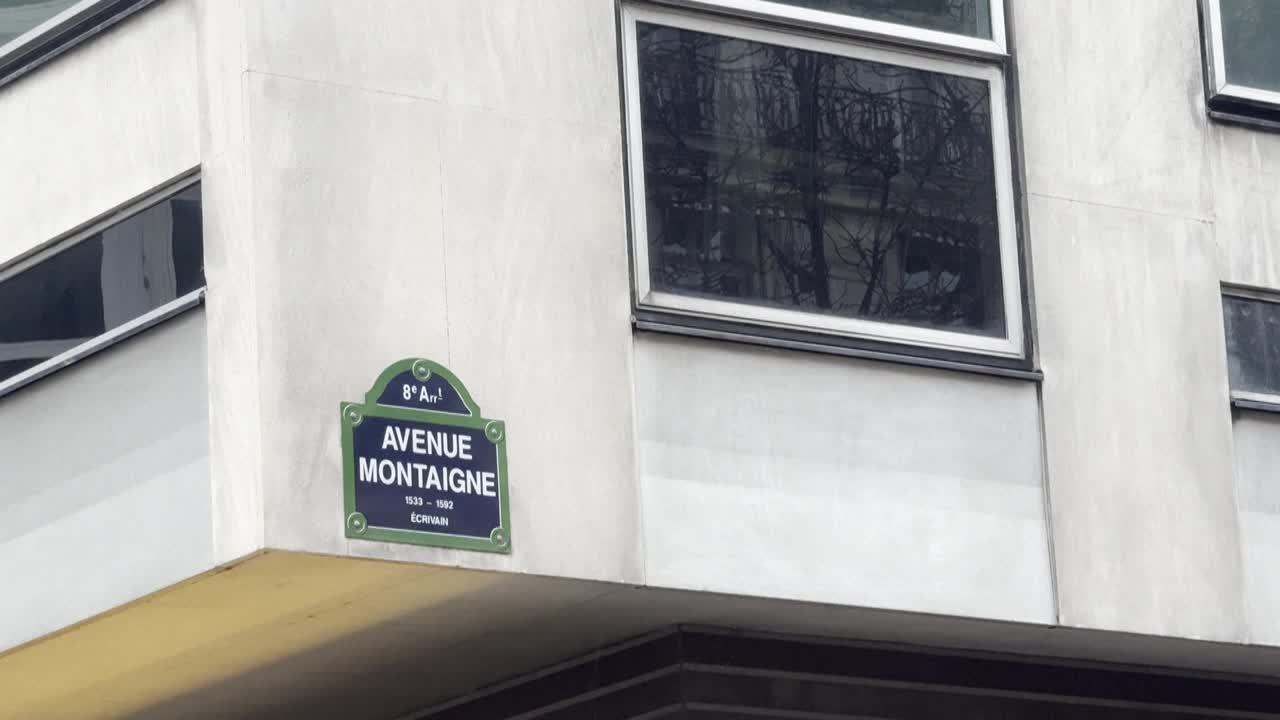 8e Arrt
AVENUE
MONTAIGNE
1533 – 1592
ÉCRIVAIN